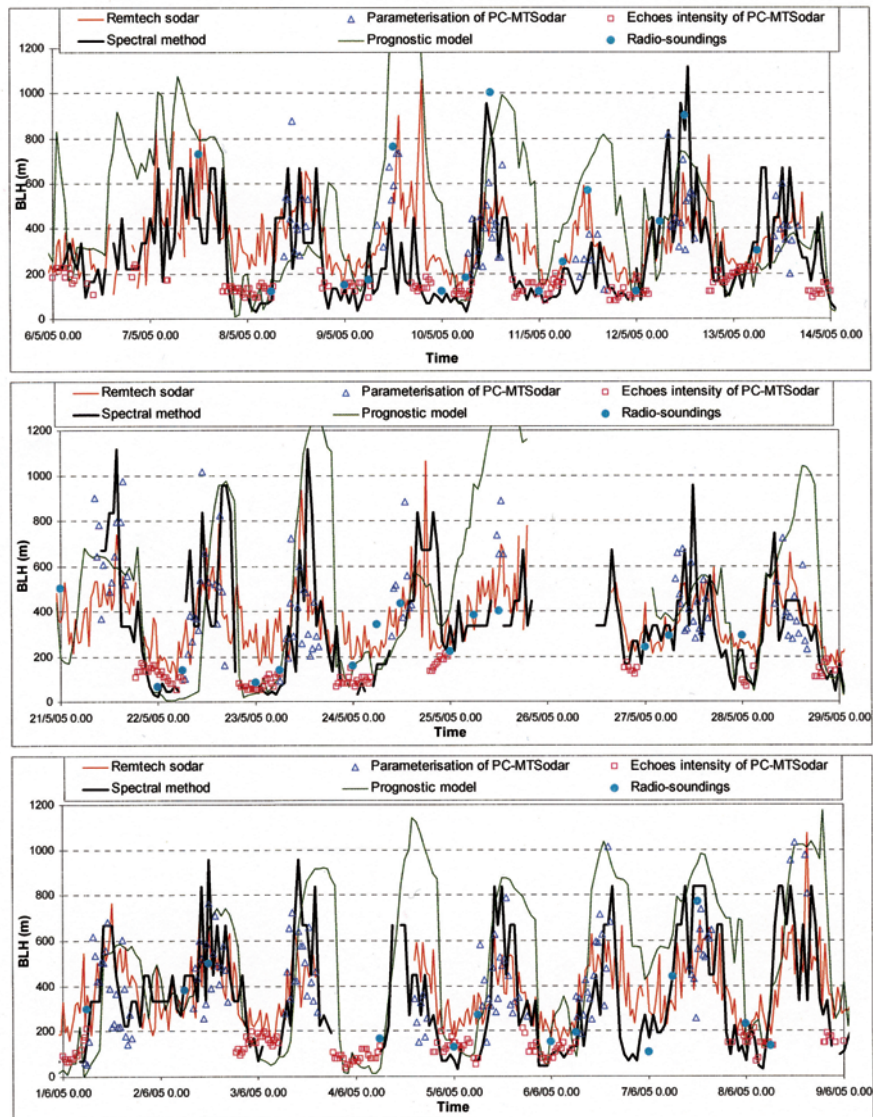 Remtech sodar Parameterisation of PC-MTSodar Echoes intensity of PC-MTSodar
Spectral method Prognostic model Radio-soundings
1200
1000
800
600
400
200
0
BLH (m)
6/5/05 0.00 7/5/05 0.00 8/5/05 0.00 9/5/05 0.00 10/5/05 0.00 11/5/05 0.00 12/5/05 0.00 13/5/05 0.00 14/5/05 0.00
Time
Remtech sodar Parameterisation of PC-MTSodar Echoes intensity of PC-MTSodar
Spectral method Prognostic model Radio-soundings
1200
1000
800
600
400
200
0
BLH (m)
21/5/05 0.00 22/5/05 0.00 23/5/05 0.00 24/5/05 0.00 25/5/05 0.00 26/5/05 0.00 27/5/05 0.00 28/5/05 0.00 29/5/05 0.00
Time
Remtech sodar Parameterisation of PC-MTSodar Echoes intensity of PC-MTSodar
Spectral method Prognostic model Radio-soundings
1200
1000
800
600
400
200
0
BLH (m)
1/6/05 0.00 2/6/05 0.00 3/6/05 0.00 4/6/05 0.00 5/6/05 0.00 6/6/05 0.00 7/6/05 0.00 8/6/05 0.00 9/6/05 0.00
Time